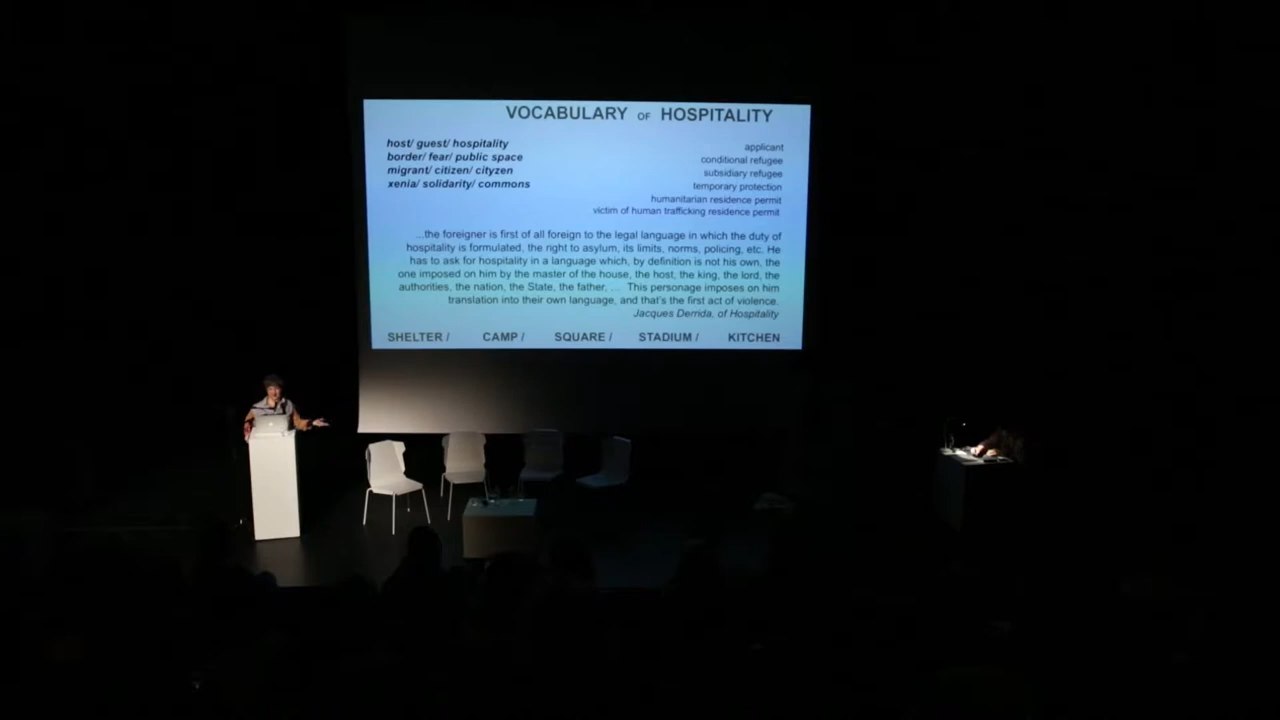 VOCABULARY OF HOSPITALITY
host/ guest/ hospitality
border/ fear/ public space
migrant/ citizen/ cityzen
xenia/ solidarity/ commons
applicant
conditional refugee
subsidiary refugee
temporary protection
humanitarian residence permit
victim of human trafficking residence permit
...the foreigner is first of all foreign to the legal language in which the duty of
hospitality is formulated, the right to asylum, its limits, norms, policing, etc. He
has to ask for hospitality in a language which, by definition is not his own, the
one imposed on him by the master of the house, the host, the king, the lord, the
authorities, the nation, the State, the father, ... This personage imposes on him
translation into their own language, and that's the first act of violence.
Jacques Derrida, of Hospitality
SHELTER / CAMP / SQUARE / STADIUM / KITCHEN